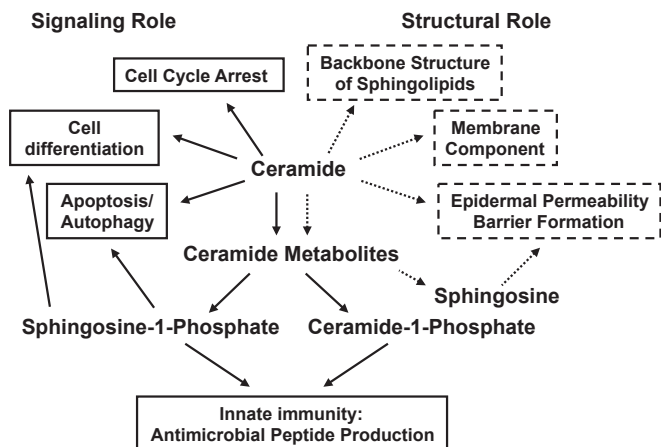 Signaling Role
Structural Role
Cell Cycle Arrest
Backbone Structure
of Sphingolipids
Cell
differentiation
Membrane
Component
Ceramide
Apoptosis/
Autophagy
Epidermal Permeability
Barrier Formation
Ceramide Metabolites
Sphingosine
Sphingosine-1-Phosphate
Ceramide-1-Phosphate
Innate immunity:
Antimicrobial Peptide Production